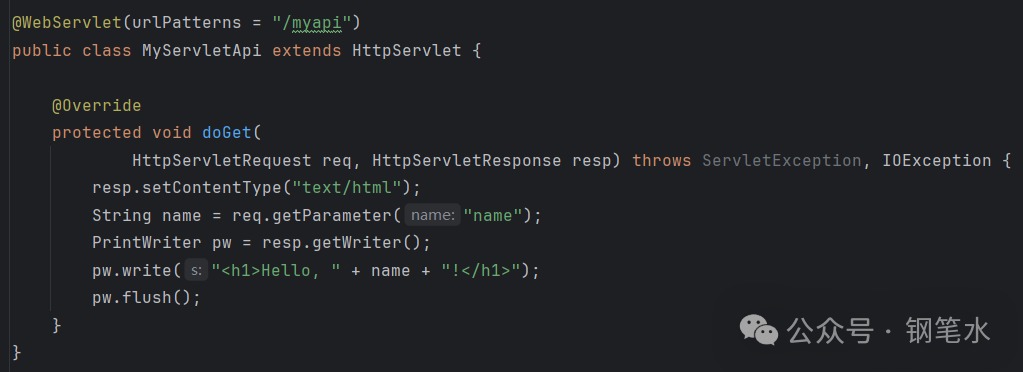 @WebServlet(urlPatterns = "/myapi")
public class MyServletApi extends HttpServlet {
@Override
protected void doGet(
HttpServletRequest req, HttpServletResponse resp) throws ServletException, IOException {
resp.setContentType("text/html");
String name = req.getParameter( name: "name");
PrintWriter pw = resp.getWriter();
pw.write( s: "<h1>Hello, " + name + "!</h1>");
pw.flush();
}
}
公众号 · 钢笔水